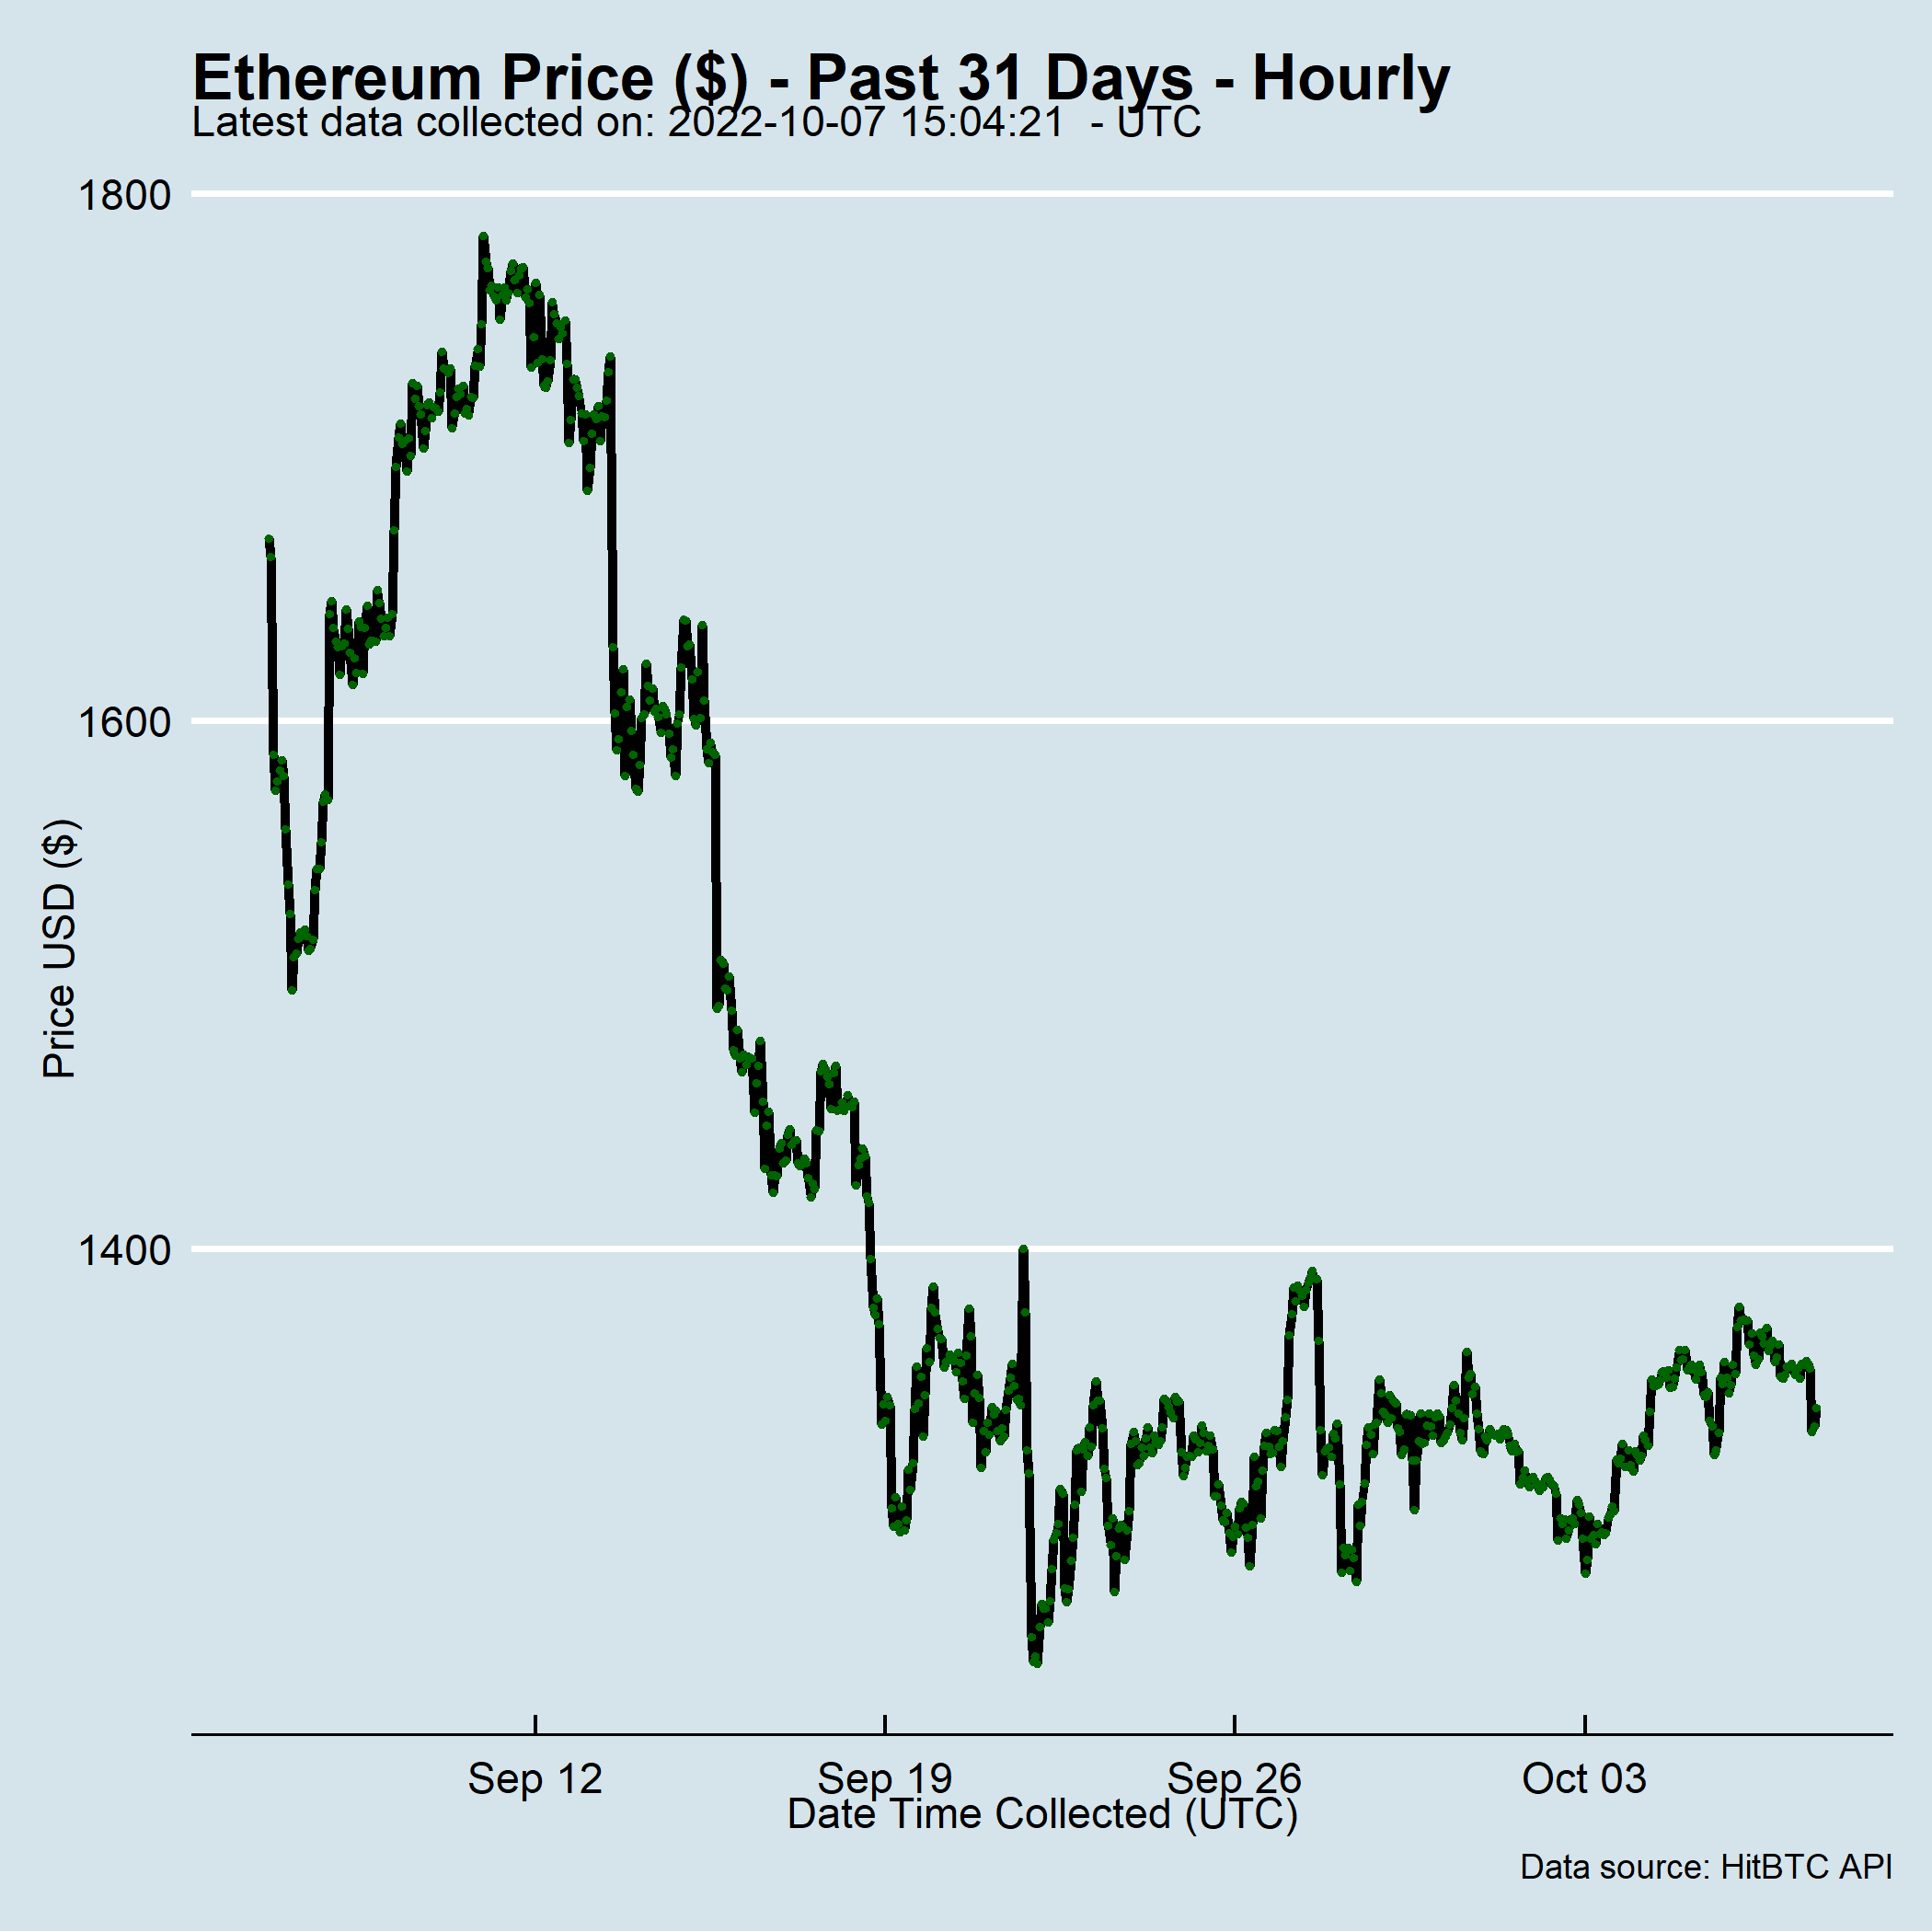 Ethereum Price ($) - Past 31 Days - Hourly
Latest data collected on: 2022-10-07 15:04:21  - UTC
1800
1600
1400
Price USD ($)
Sep 12
Sep 19
Sep 26
Oct 03
Date Time Collected (UTC)
Data source: HitBTC API